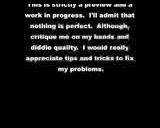 This is strictly a preview and a
work in progress. I'll admit that
nothing is perfect. Although,
critique me on my hands and
diddle quality. I would really
appreciate tips and tricks to fix
my problems.